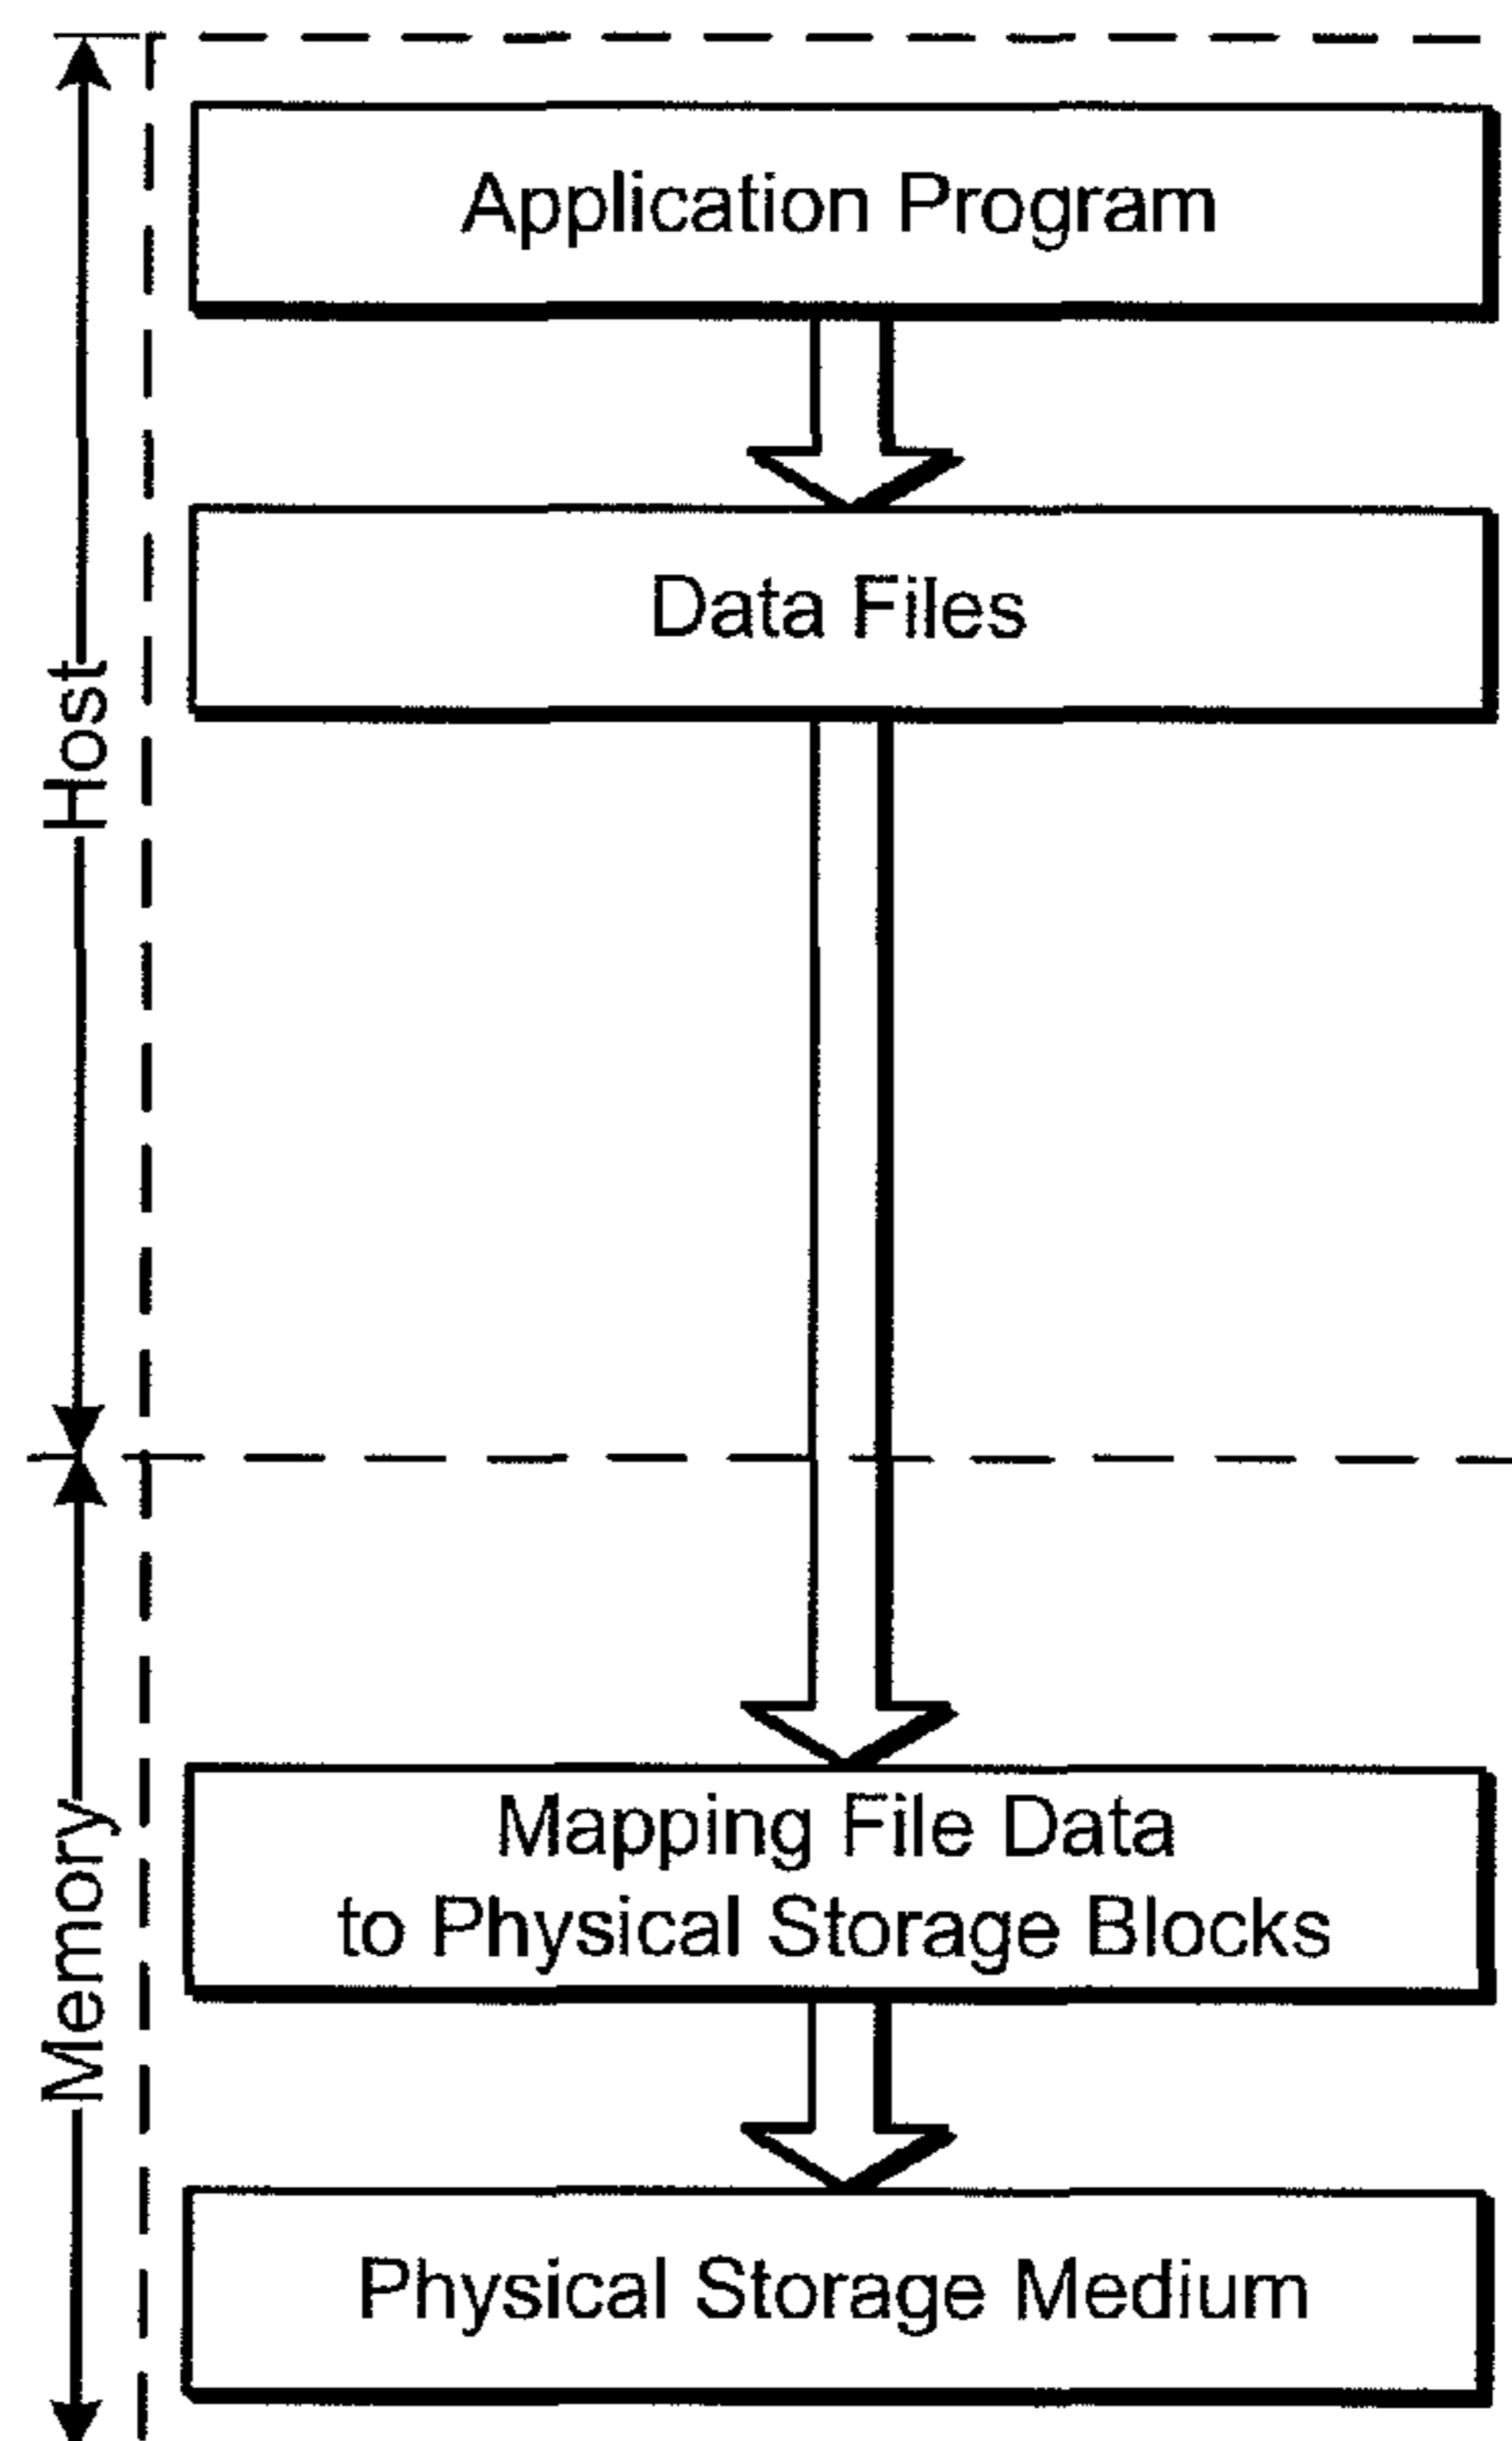 Application Program
Data Files
Host
Mapping File Data
to Physical Storage Blocks
Memory
Physical Storage Medium